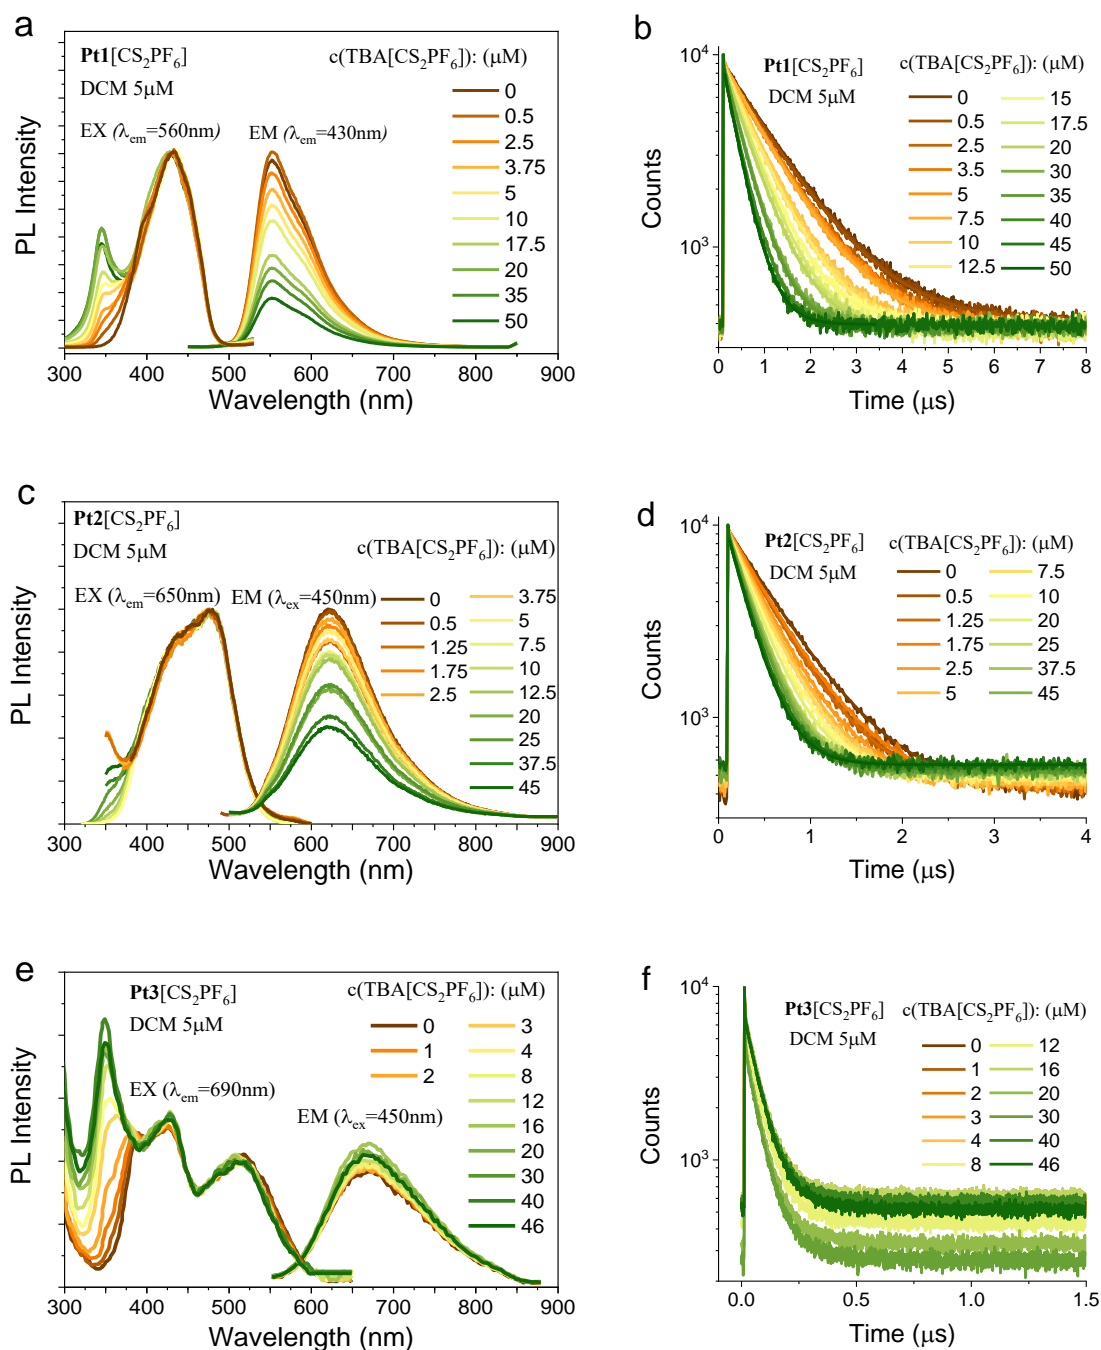 a
Pt1[CS2PF6]
DCM 5μM
c(TBA[CS2PF6]): (μM)
EX (λem=560nm)
EM (λem=430nm)
0
0.5
2.5
3.75
5
10
17.5
20
35
50
PL Intensity
300 400 500 600 700 800 900
Wavelength (nm)
b
Pt1[CS2PF6]
DCM 5μM
c(TBA[CS2PF6]): (μM)
0
0.5
2.5
3.5
5
7.5
10
12.5
15
17.5
20
30
35
40
45
50
Counts
10^4
10^3
0 1 2 3 4 5 6 7 8
Time (μs)
c
Pt2[CS2PF6]
DCM 5μM
c(TBA[CS2PF6]): (μM)
EX (λem=650nm)
EM (λex=450nm)
0
0.5
1.25
1.75
2.5
3.75
5
7.5
10
12.5
20
25
37.5
45
PL Intensity
300 400 500 600 700 800 900
Wavelength (nm)
d
Pt2[CS2PF6]
DCM 5μM
c(TBA[CS2PF6]): (μM)
0
0.5
1.25
1.75
2.5
5
7.5
10
20
25
37.5
45
Counts
10^4
10^3
0 1 2 3 4
Time (μs)
e
Pt3[CS2PF6]
DCM 5μM
c(TBA[CS2PF6]): (μM)
EX (λem=690nm)
EM (λex=450nm)
0
1
2
3
4
8
12
16
20
30
40
46
PL Intensity
300 400 500 600 700 800 900
Wavelength (nm)
f
Pt3[CS2PF6]
DCM 5μM
c(TBA[CS2PF6]): (μM)
0
1
2
3
4
8
12
16
20
30
40
46
Counts
10^4
10^3
0.0 0.5 1.0 1.5
Time (μs)